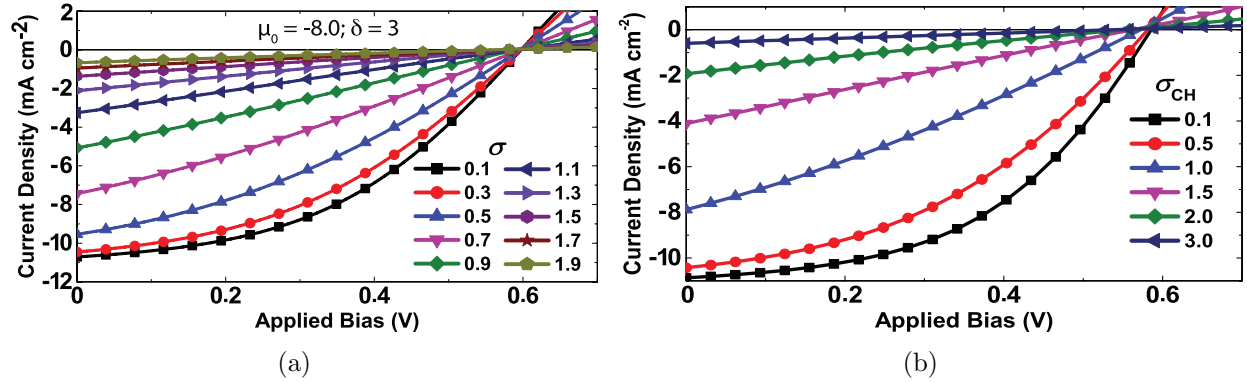 μ₀ = -8.0; δ = 3
Current Density (mA cm-2)
2
0
-2
-4
-6
-8
-10
-12
σ
0.1 1.1
0.3 1.3
0.5 1.5
0.7 1.7
0.9 1.9
0 0.2 0.4 0.6
Applied Bias (V)
(a)
Current Density (mA cm⁻²)
0
-2
-4
-6
-8
-10
σCH
0.1
0.5
1.0
1.5
2.0
3.0
0 0.2 0.4 0.6
Applied Bias (V)
(b)